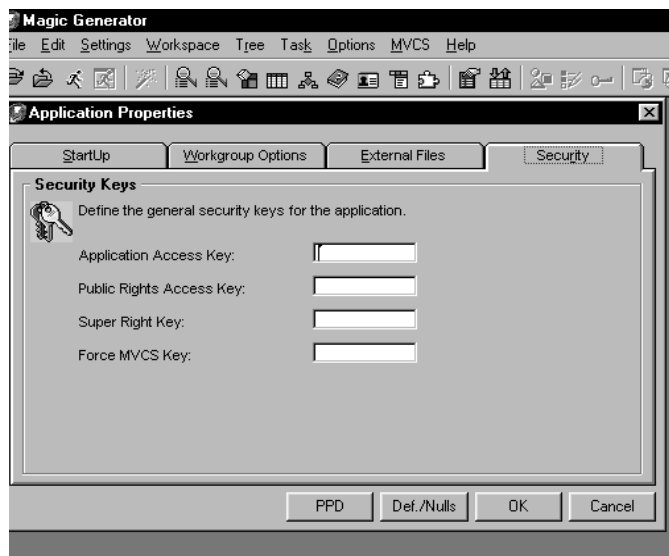 Magic Generator
File Edit Settings Workspace Tree Task Options MVCS Help
Application Properties
StartUp Workgroup Options External Files Security
Security Keys
Define the general security keys for the application.
Application Access Key:
Public Rights Access Key:
Super Right Key:
Force MVCS Key:
PPD Def./Nulls OK Cancel